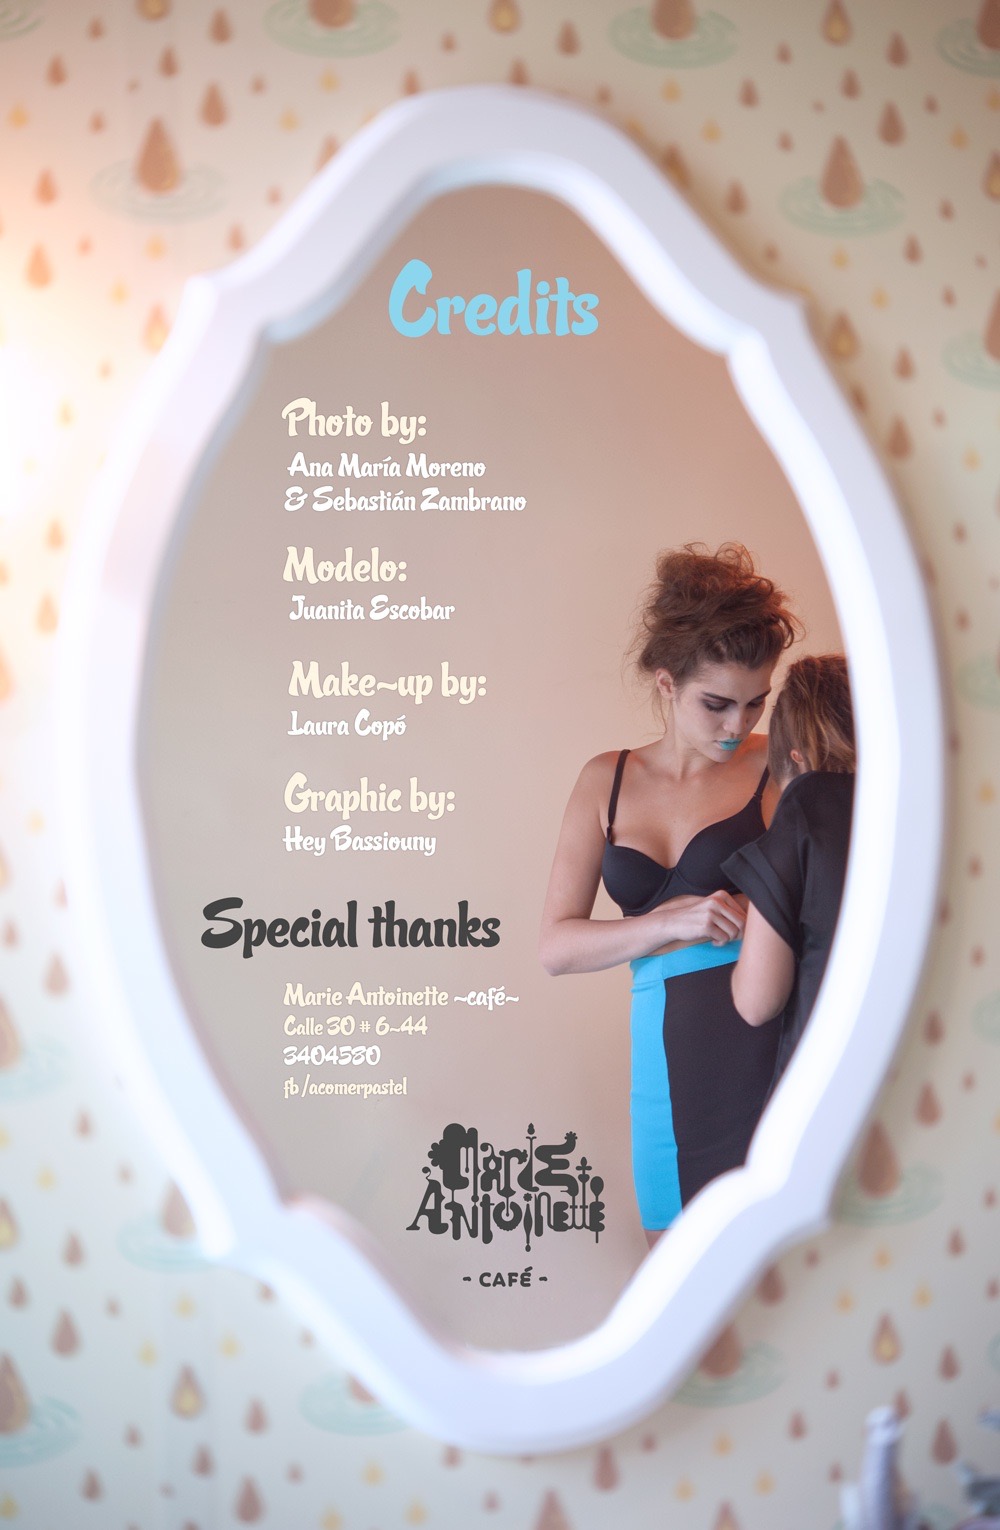 Credits
Photo by:
Ana María Moreno
& Sebastián Zambrano
Modelo:
Juanita Escobar
Make~up by:
Laura Copó
Graphic by:
Hey Bassiouny
Special thanks
Marie Antoinette ~café~
Calle 30 # 6~44
3404530
fb/acomerpastel
Marie
Antoinette
- CAFÉ -